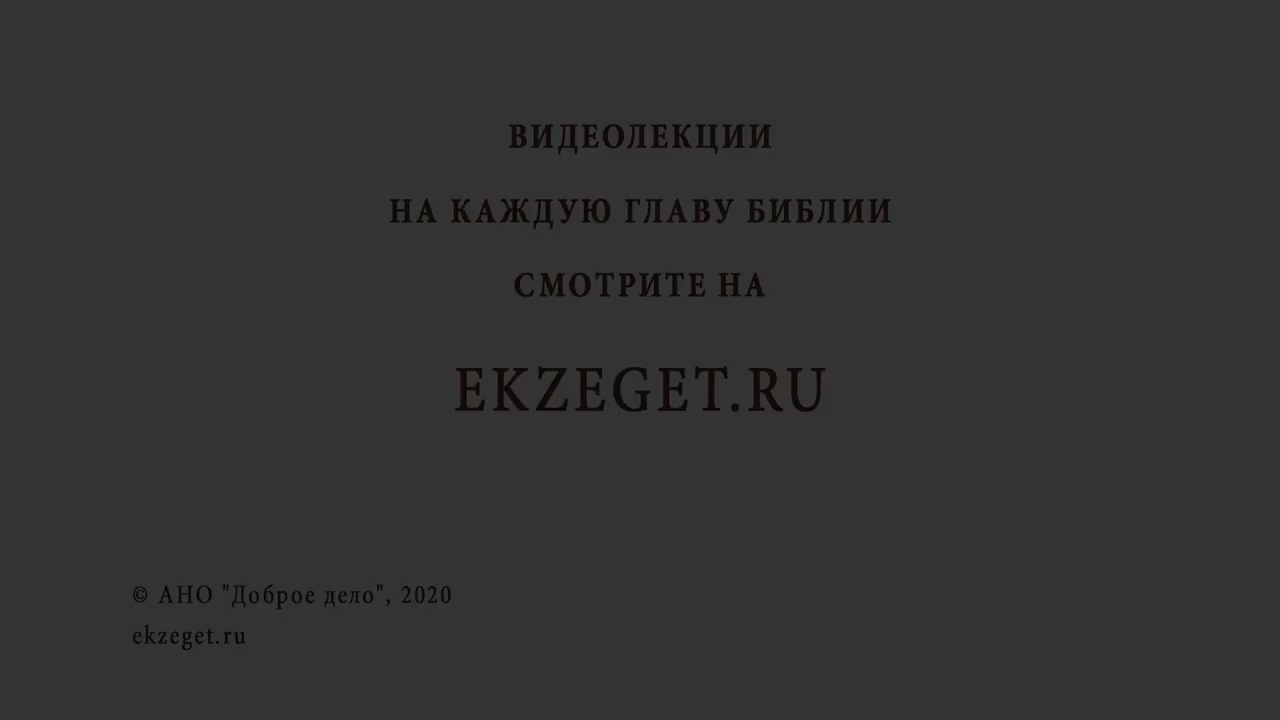 ВИДЕОЛЕКЦИИ
НА КАЖДУЮ ГЛАВУ БИБЛИИ
СМОТРИТЕ НА
EKZEGET.RU
© АНО "Доброе дело", 2020
ekzeget.ru